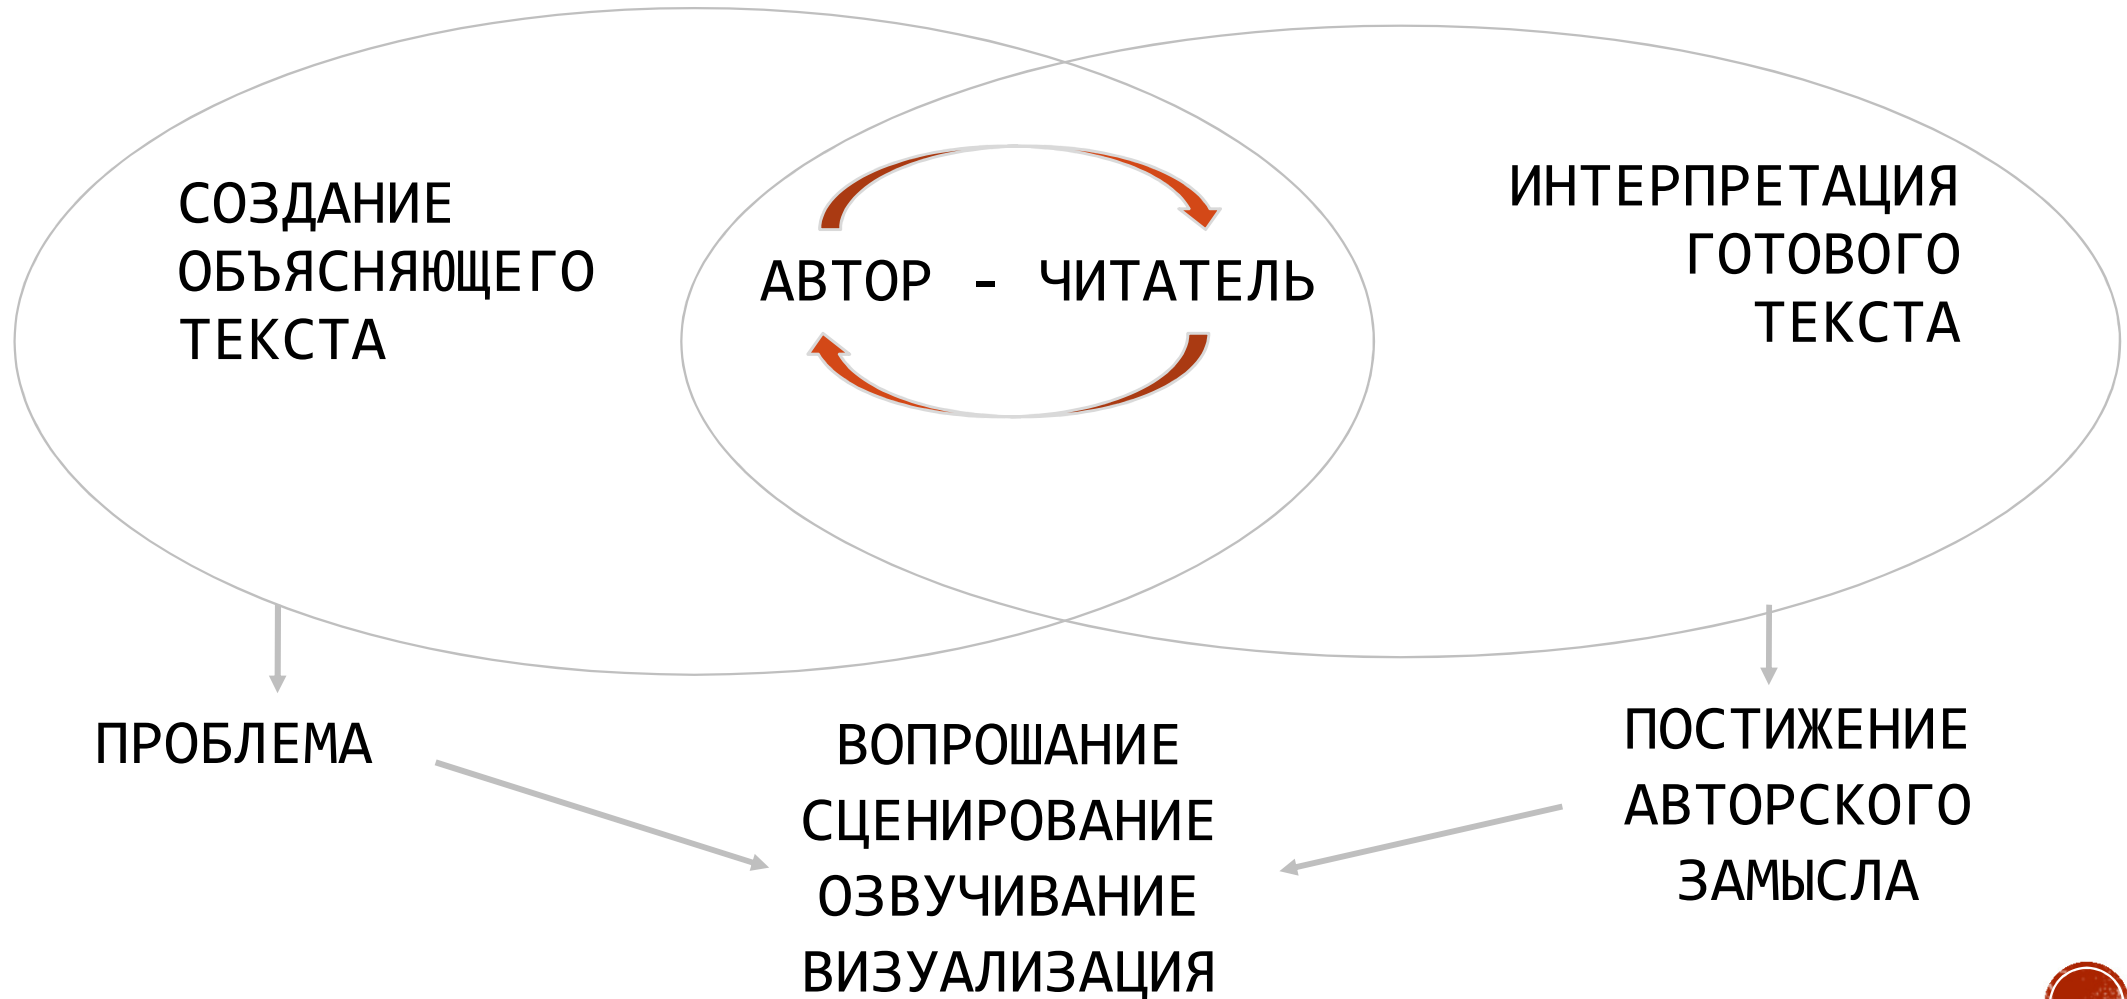 СОЗДАНИЕ
ОБЪЯСНЯЮЩЕГО
ТЕКСТА
АВТОР - ЧИТАТЕЛЬ
ИНТЕРПРЕТАЦИЯ
ГОТОВОГО
ТЕКСТА
ПРОБЛЕМА
ВОПРОШАНИЕ
СЦЕНИРОВАНИЕ
ОЗВУЧИВАНИЕ
ВИЗУАЛИЗАЦИЯ
ПОСТИЖЕНИЕ
АВТОРСКОГО
ЗАМЫСЛА